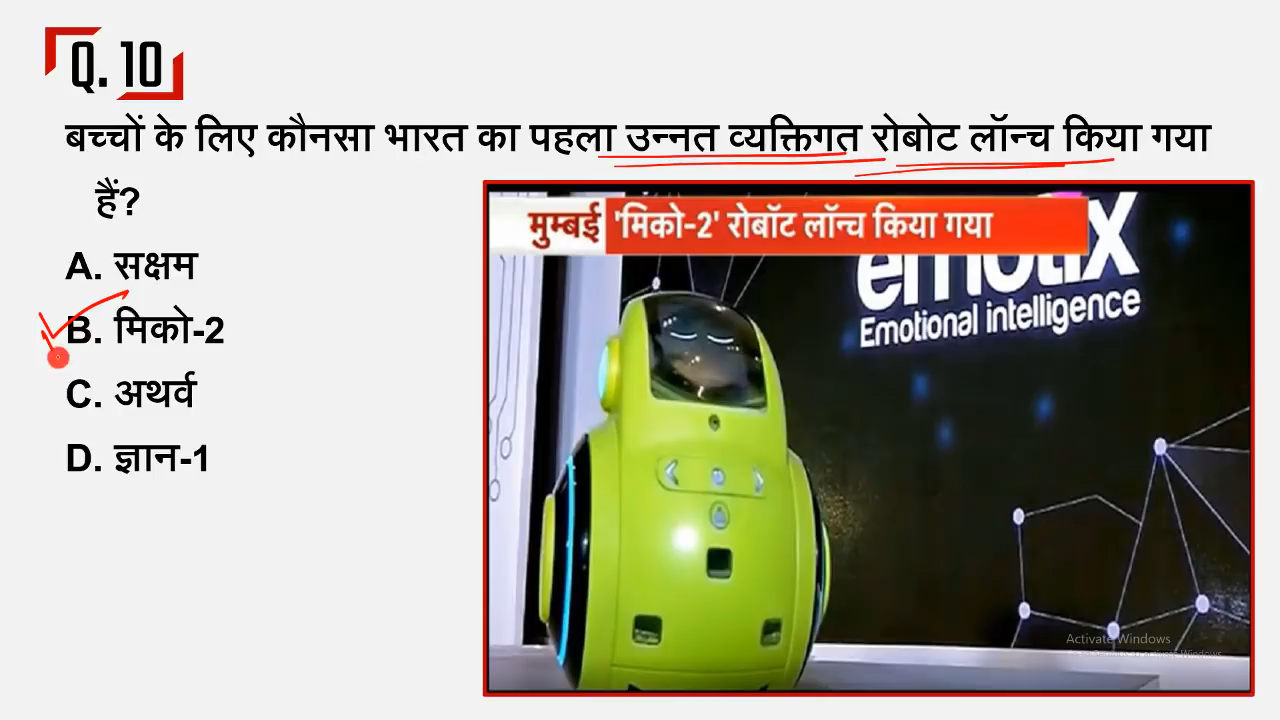 Q. 10
बच्चों के लिए कौनसा भारत का पहला उन्नत व्यक्तिगत रोबोट लॉन्च किया गया
हैं?
A. सक्षम
B. मिको-2
C. अथर्व
D. ज्ञान-1
मुम्बई 'मिको-2' रोबॉट लॉन्च किया गया
emotix
Emotional intelligence
Activate Windows